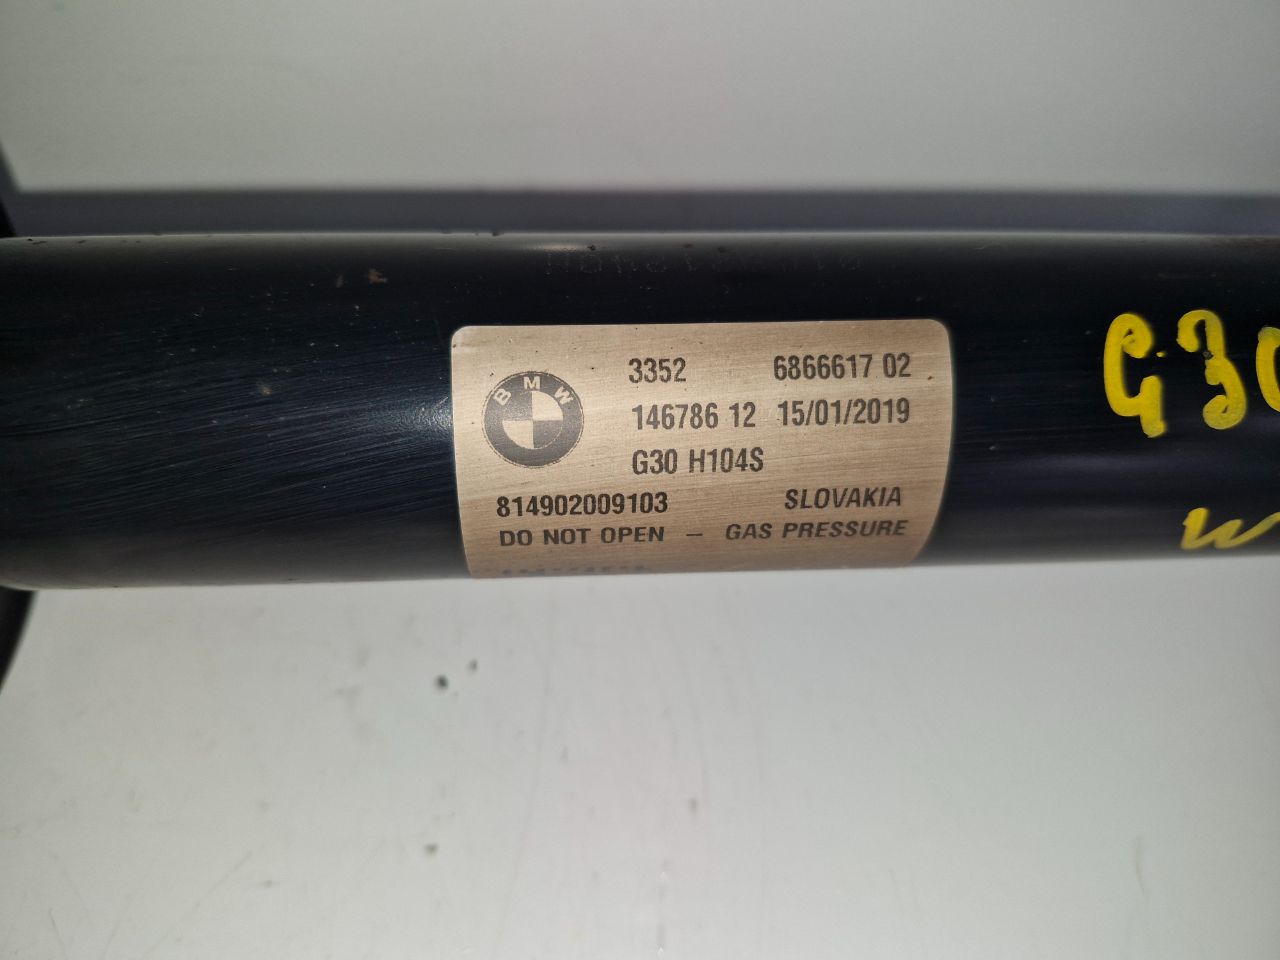 BMW
3352 6866617 02
146786 12 15/01/2019
G30 H104S
814902009103 SLOVAKIA
DO NOT OPEN – GAS PRESSURE
G30